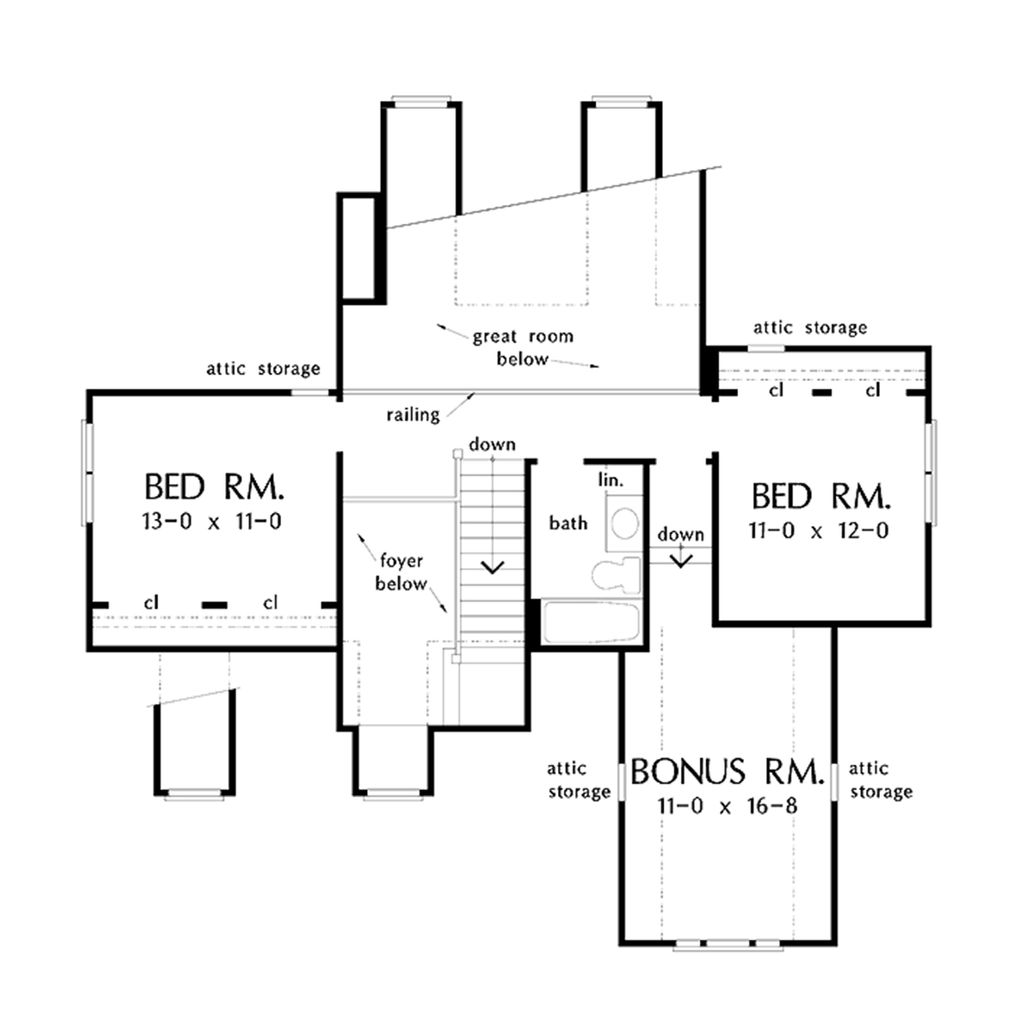 attic storage
great room
below
attic storage
cl cl
railing
down
lin.
BED RM.
13-0 x 11-0
BED RM.
11-0 x 12-0
bath
down
foyer
below
cl cl
attic
storage
BONUS RM.
11-0 x 16-8
attic
storage